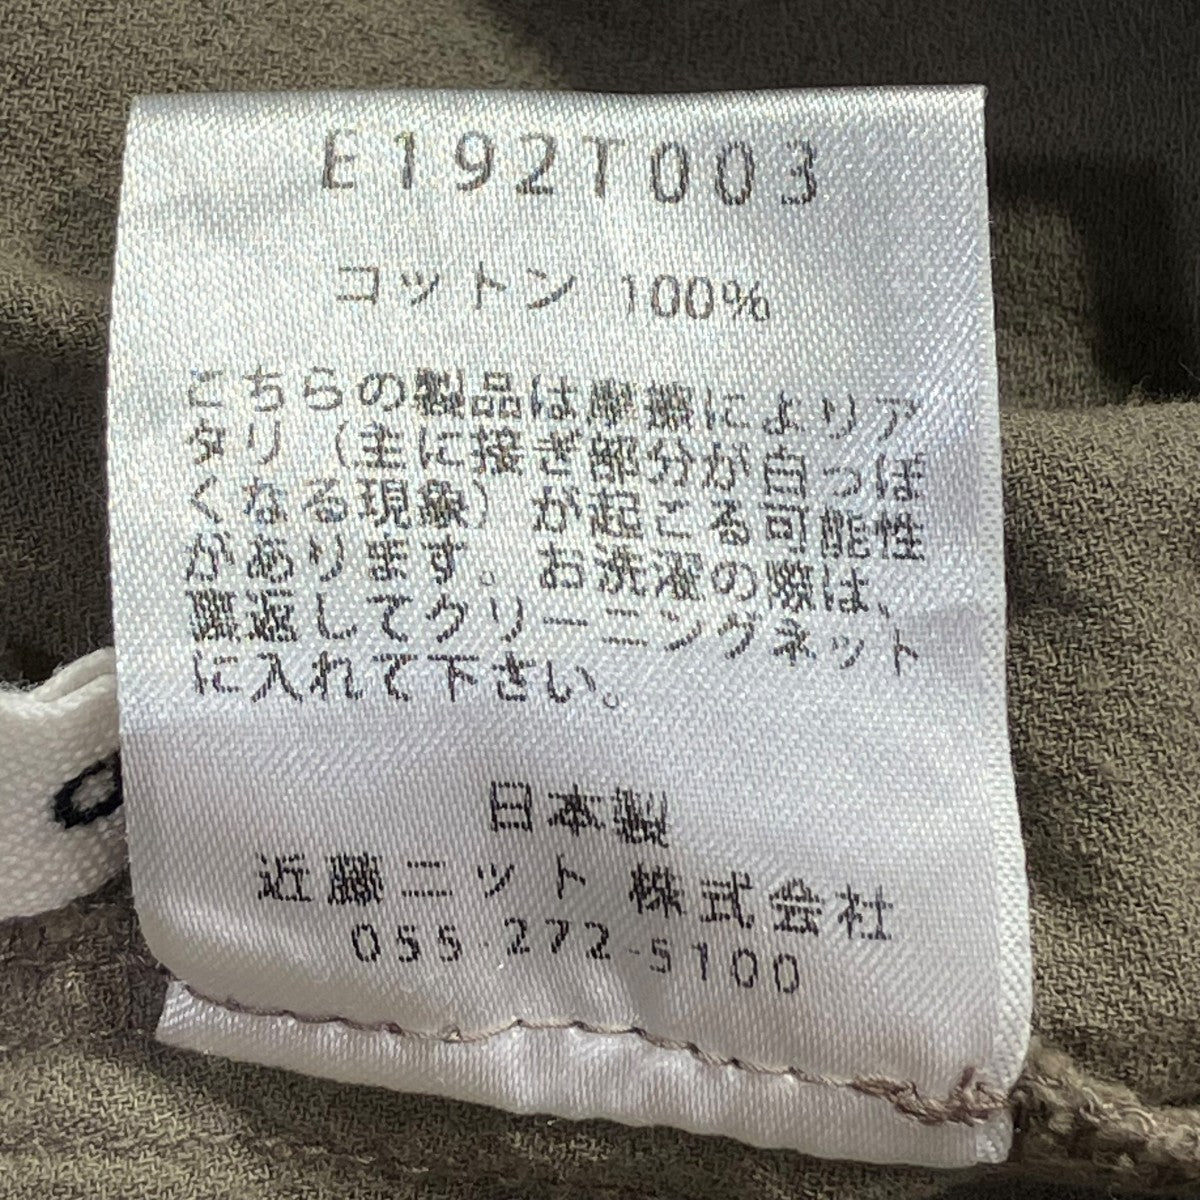 E192T003
コットン 100%
こちらの製品は摩擦によりア
タリ（主に接ぎ部分が白っぽ
くなる現象）が起こる可能性
があります。お洗濯の際は、
裏返してクリーニングネット
に入れて下さい。
日本製
近藤ニット 株式会社
055-272-5100